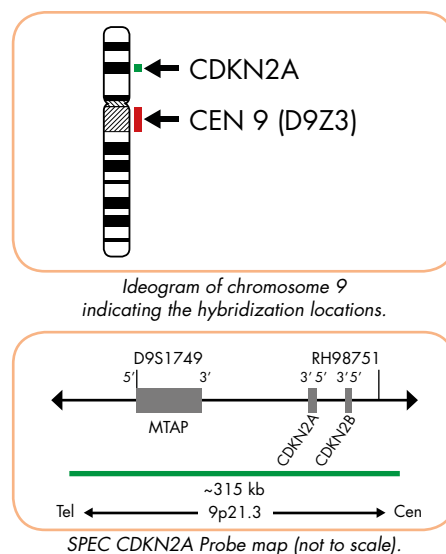 CDKN2A
CEN 9 (D9Z3)
Ideogram of chromosome 9
indicating the hybridization locations.
D9S1749 RH98751
5' 3' 3' 5' 3' 5'
MTAP CDKN2A CDKN2B
~315 kb
Tel 9p21.3 Cen
SPEC CDKN2A Probe map (not to scale).